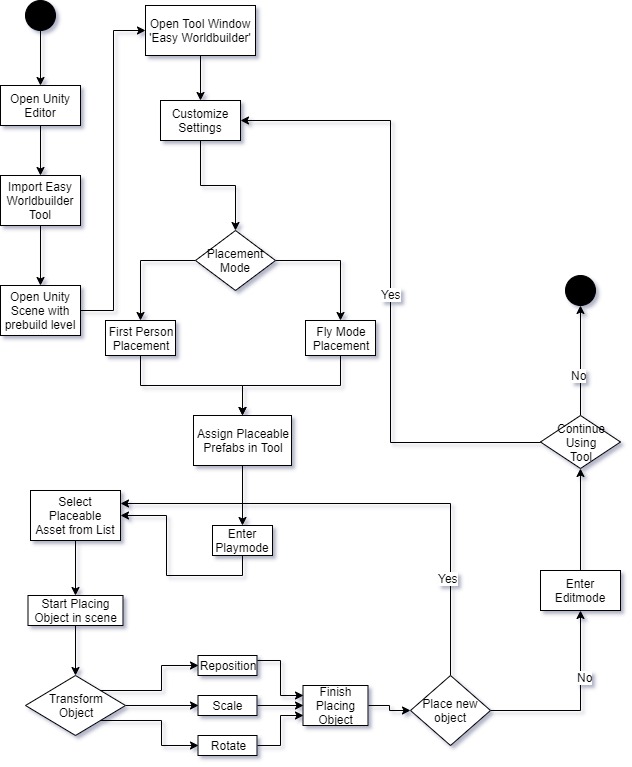 Open Unity
Editor
Import Easy
Worldbuilder
Tool
Open Unity
Scene with
prebuild level
Open Tool Window
'Easy Worldbuilder'
Customize
Settings
Placement
Mode
First Person
Placement
Fly Mode
Placement
Assign Placeable
Prefabs in Tool
Enter
Playmode
Select
Placeable
Asset from List
Start Placing
Object in scene
Transform
Object
Reposition
Scale
Rotate
Finish
Placing
Object
Place new
object
Yes
No
Enter
Editmode
Continue
Using
Tool
Yes
No